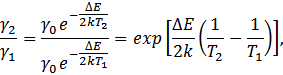 γ₂/γ₁ = γ₀e^(-ΔE/2kT₂) / γ₀e^(-ΔE/2kT₁) = exp[ΔE/2k (1/T₂ − 1/T₁)],